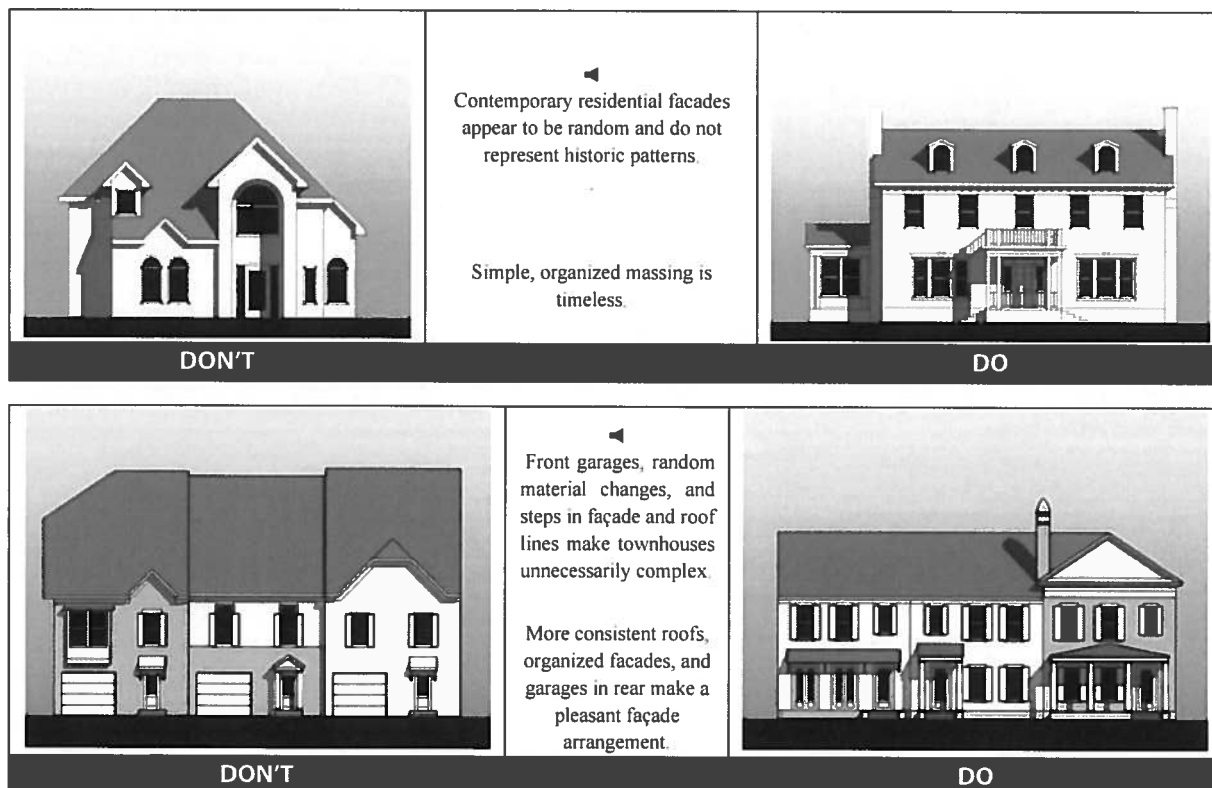 Contemporary residential facades
appear to be random and do not
represent historic patterns.
Simple, organized massing is
timeless.
DON'T
DO
Front garages, random
material changes, and
steps in façade and roof
lines make townhouses
unnecessarily complex.
More consistent roofs,
organized facades, and
garages in rear make a
pleasant façade
arrangement.
DON'T
DO